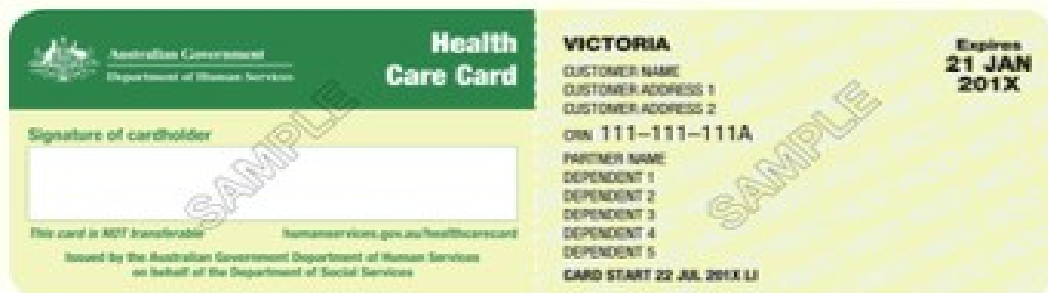 Australian Government
Department of Human Services
Health
Care Card
Signature of cardholder
SAMPLE
This card is NOT transferable
humanservices.gov.au/healthcarecard
Issued by the Australian Government Department of Human Services
on behalf of the Department of Social Services
VICTORIA
CUSTOMER NAME
CUSTOMER ADDRESS 1
CUSTOMER ADDRESS 2
CRN 111–111–111A
PARTNER NAME
DEPENDENT 1
DEPENDENT 2
DEPENDENT 3
DEPENDENT 4
DEPENDENT 5
CARD START 22 JUL 201X LI
Expires
21 JAN
201X
SAMPLE